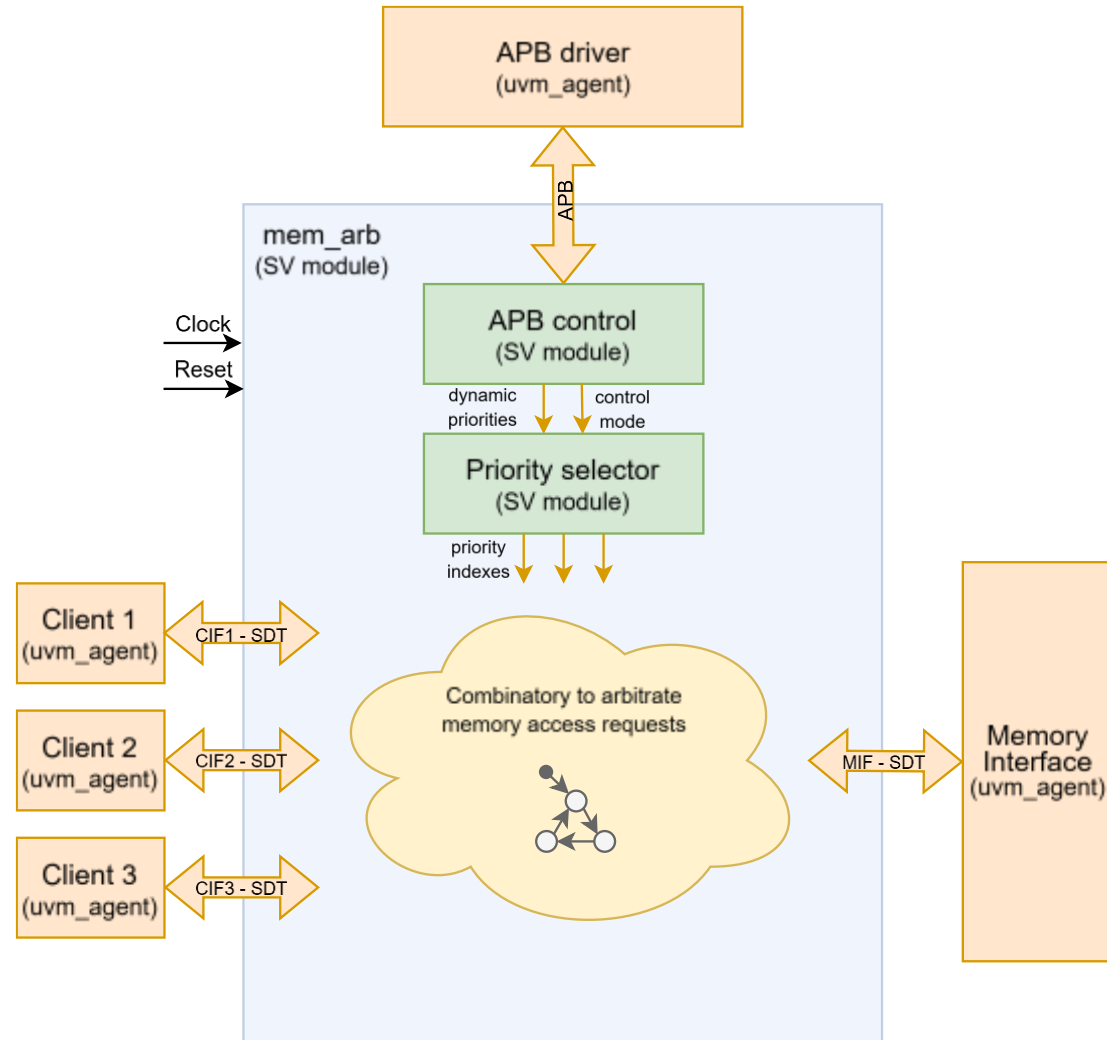 APB driver
(uvm_agent)
APB
mem_arb
(SV module)
Clock
Reset
APB control
(SV module)
dynamic
priorities
control
mode
Priority selector
(SV module)
priority
indexes
Client 1
(uvm_agent)
CIF1 - SDT
Client 2
(uvm_agent)
CIF2 - SDT
Client 3
(uvm_agent)
CIF3 - SDT
Combinatory to arbitrate
memory access requests
MIF - SDT
Memory
Interface
(uvm_agent)